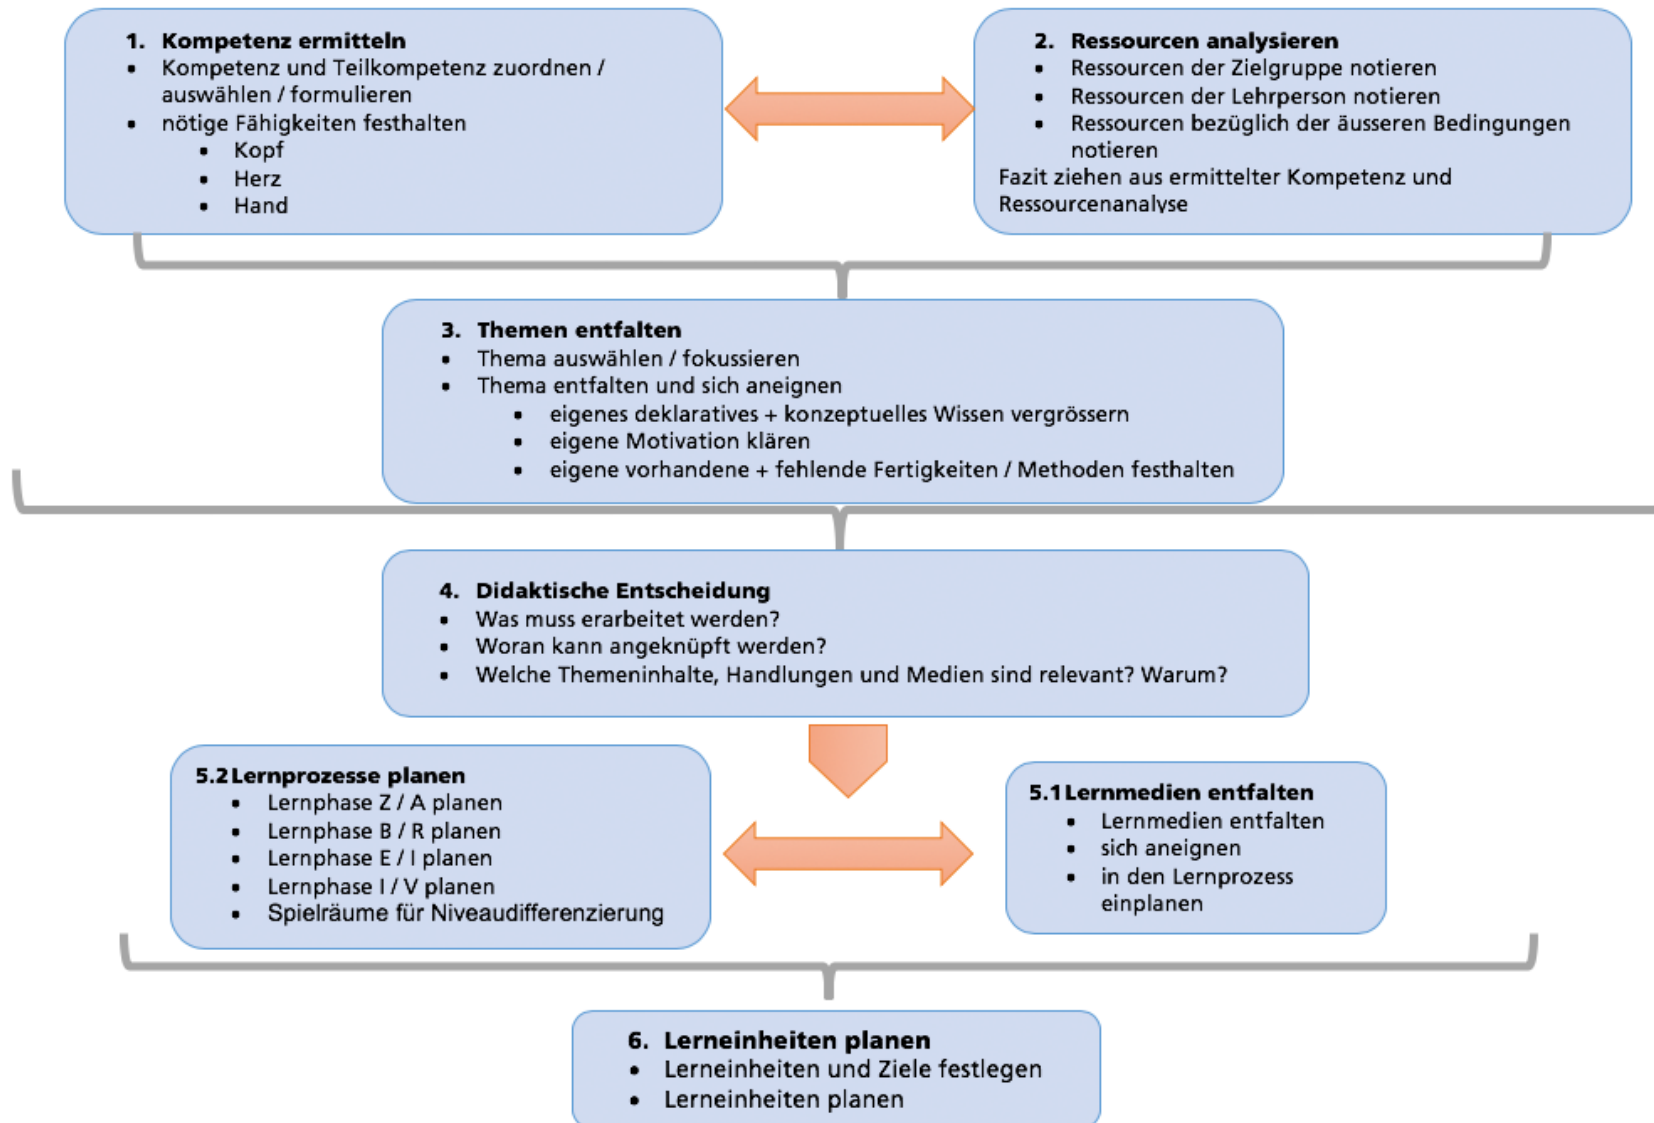 1. Kompetenz ermitteln
• Kompetenz und Teilkompetenz zuordnen /
auswählen / formulieren
• nötige Fähigkeiten festhalten
• Kopf
• Herz
• Hand
2. Ressourcen analysieren
• Ressourcen der Zielgruppe notieren
• Ressourcen der Lehrperson notieren
• Ressourcen bezüglich der äusseren Bedingungen
notieren
Fazit ziehen aus ermittelter Kompetenz und
Ressourcenanalyse
3. Themen entfalten
• Thema auswählen / fokussieren
• Thema entfalten und sich aneignen
• eigenes deklaratives + konzeptuelles Wissen vergrössern
• eigene Motivation klären
• eigene vorhandene + fehlende Fertigkeiten / Methoden festhalten
4. Didaktische Entscheidung
• Was muss erarbeitet werden?
• Woran kann angeknüpft werden?
• Welche Themeninhalte, Handlungen und Medien sind relevant? Warum?
5.2 Lernprozesse planen
• Lernphase Z / A planen
• Lernphase B / R planen
• Lernphase E / I planen
• Lernphase I / V planen
• Spielräume für Niveaudifferenzierung
5.1 Lernmedien entfalten
• Lernmedien entfalten
• sich aneignen
• in den Lernprozess
einplanen
6. Lerneinheiten planen
• Lerneinheiten und Ziele festlegen
• Lerneinheiten planen